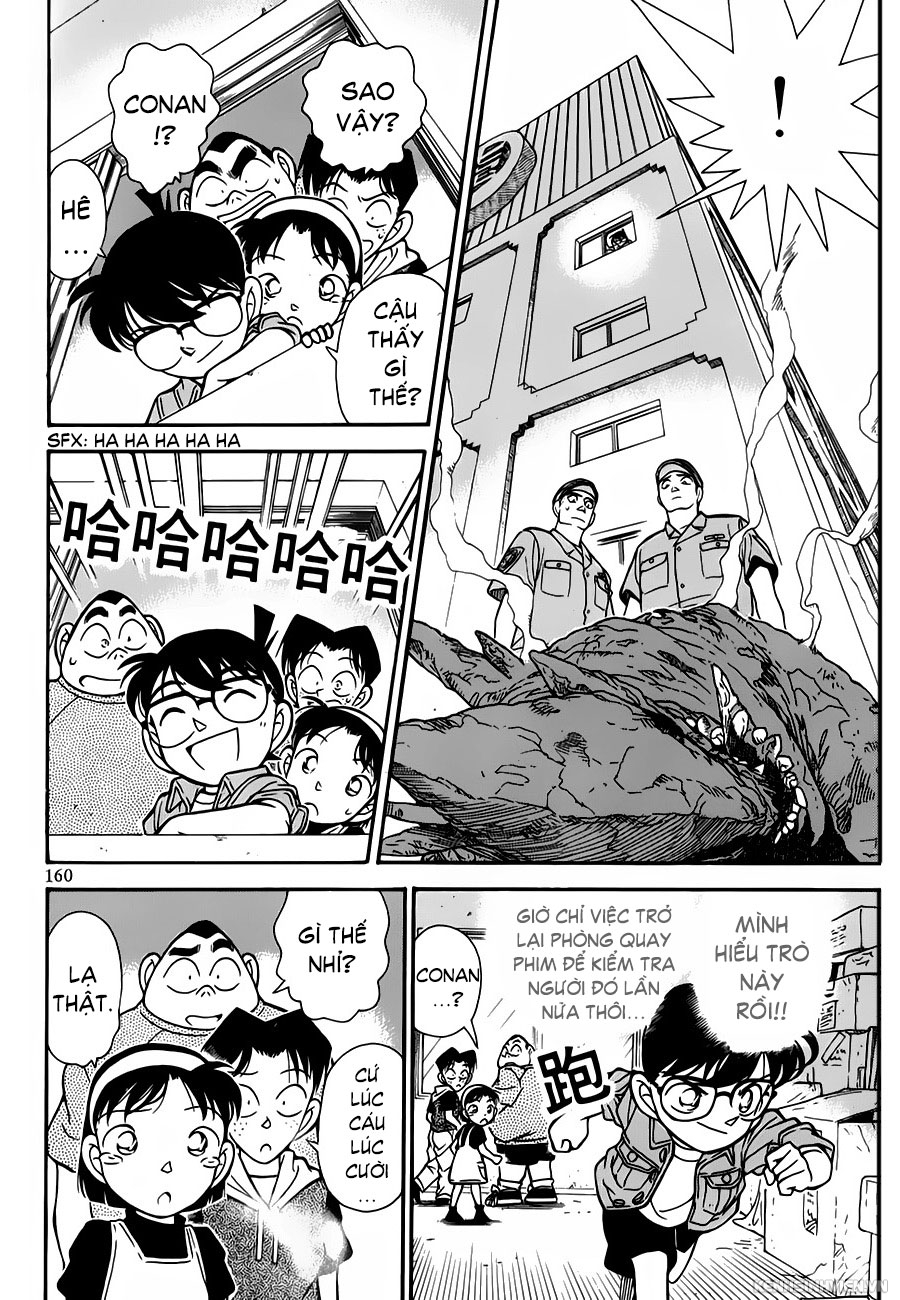 !
SAO
VẬY?
CONAN
!?
HÊ
...
CẬU
THẤY
GÌ
THẾ?
SFX: HA HA HA HA HA
哈哈哈哈哈
160
MÌNH
HIỂU TRÒ
NÀY
RỒI!!
GIỜ CHỈ VIỆC TRỞ
LẠI PHÒNG QUAY
PHIM ĐỂ KIỂM TRA
NGƯỜI ĐÓ LẦN
NỮA THÔI...
CONAN
...?
跑
GÌ THẾ
NHỈ?
LẠ
THẬT.
CỨ
LÚC
CÁU
LÚC
CƯỜI
...